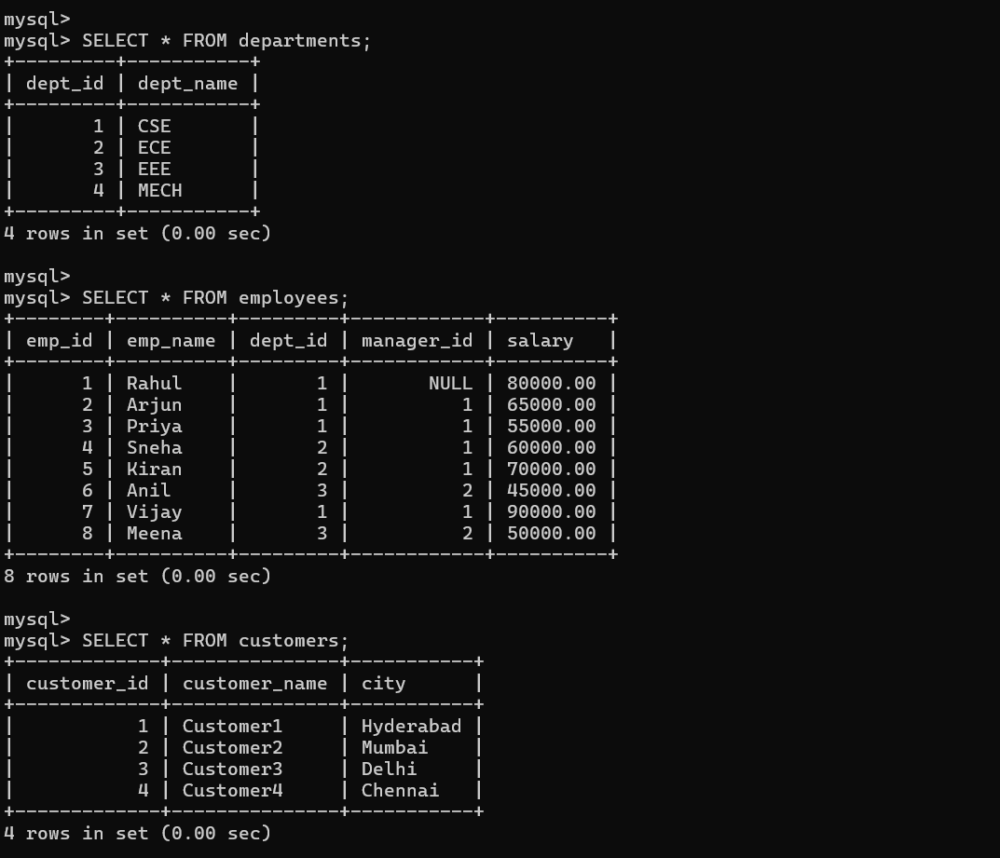 mysql>
mysql> SELECT * FROM departments;
+---------+-----------+
| dept_id | dept_name |
+---------+-----------+
|       1 | CSE       |
|       2 | ECE       |
|       3 | EEE       |
|       4 | MECH      |
+---------+-----------+
4 rows in set (0.00 sec)

mysql>
mysql> SELECT * FROM employees;
+--------+----------+---------+------------+----------+
| emp_id | emp_name | dept_id | manager_id | salary   |
+--------+----------+---------+------------+----------+
|      1 | Rahul    |       1 |       NULL | 80000.00 |
|      2 | Arjun    |       1 |          1 | 65000.00 |
|      3 | Priya    |       1 |          1 | 55000.00 |
|      4 | Sneha    |       2 |          1 | 60000.00 |
|      5 | Kiran    |       2 |          1 | 70000.00 |
|      6 | Anil     |       3 |          2 | 45000.00 |
|      7 | Vijay    |       1 |          1 | 90000.00 |
|      8 | Meena    |       3 |          2 | 50000.00 |
+--------+----------+---------+------------+----------+
8 rows in set (0.00 sec)

mysql>
mysql> SELECT * FROM customers;
+-------------+---------------+-----------+
| customer_id | customer_name | city      |
+-------------+---------------+-----------+
|           1 | Customer1     | Hyderabad |
|           2 | Customer2     | Mumbai    |
|           3 | Customer3     | Delhi     |
|           4 | Customer4     | Chennai   |
+-------------+---------------+-----------+
4 rows in set (0.00 sec)